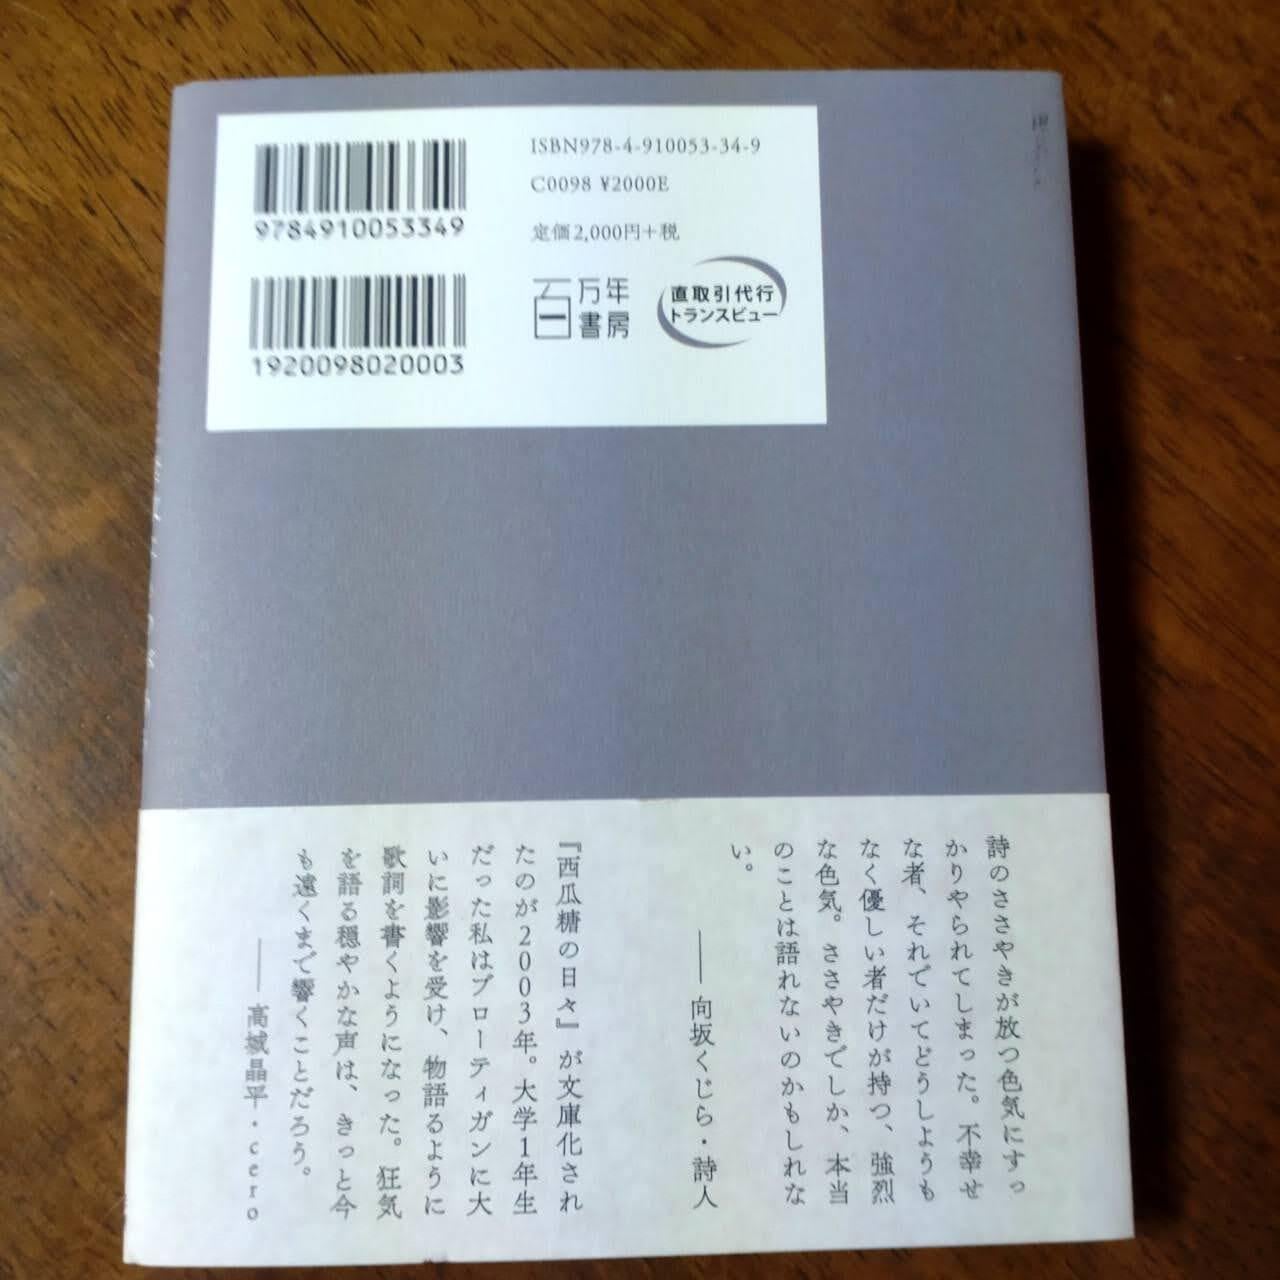 ISBN978-4-910053-34-9
C0098 ¥2000E
定価2,000円+税
9784910053349
1920098020003
百万年
書房
直取引代行
トランスビュー
詩のささやきが放つ色気にすっ
かりやられてしまった。不幸せ
な者、それでいてどうしようも
なく優しい者だけが持つ、強烈
な色気。ささやきでしか、本当
のことは語れないのかもしれな
い。
――向坂くじら・詩人
『西瓜糖の日々』が文庫化され
たのが2003年。大学1年生
だった私はブローティガンに大
いに影響を受け、物語るように
歌詞を書くようになった。狂気
を語る穏やかな声は、きっと今
も遠くまで響くことだろう。
――高城晶平・cero